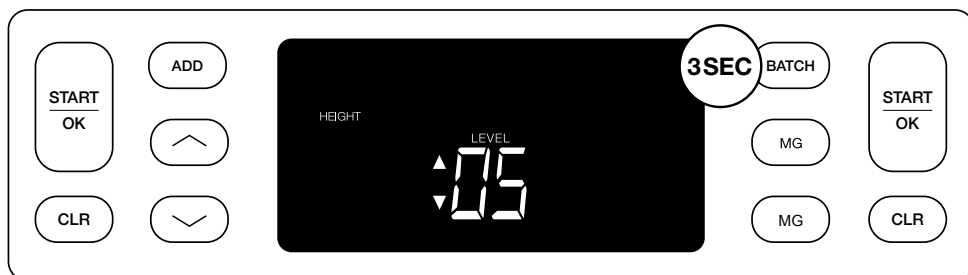 START
OK
CLR
ADD
HEIGHT
LEVEL
05
3SEC
BATCH
MG
MG
START
OK
CLR